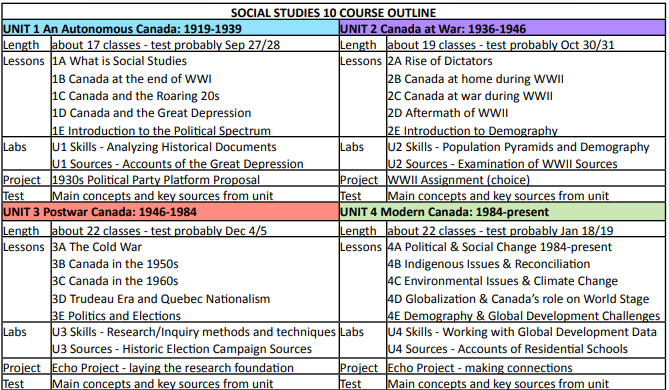 SOCIAL STUDIES 10 COURSE OUTLINE
UNIT 1 An Autonomous Canada: 1919-1939
Length about 17 classes - test probably Sep 27/28
Lessons 1A What is Social Studies
1B Canada at the end of WWI
1C Canada and the Roaring 20s
1D Canada and the Great Depression
1E Introduction to the Political Spectrum
Labs U1 Skills - Analyzing Historical Documents
U1 Sources - Accounts of the Great Depression
Project 1930s Political Party Platform Proposal
Test Main concepts and key sources from unit
UNIT 2 Canada at War: 1936-1946
Length about 19 classes - test probably Oct 30/31
Lessons 2A Rise of Dictators
2B Canada at home during WWII
2C Canada at war during WWII
2D Aftermath of WWII
2E Introduction to Demography
Labs U2 Skills - Population Pyramids and Demography
U2 Sources - Examination of WWII Sources
Project WWII Assignment (choice)
Test Main concepts and key sources from unit
UNIT 3 Postwar Canada: 1946-1984
Length about 22 classes - test probably Dec 4/5
Lessons 3A The Cold War
3B Canada in the 1950s
3C Canada in the 1960s
3D Trudeau Era and Quebec Nationalism
3E Politics and Elections
Labs U3 Skills - Research/Inquiry methods and techniques
U3 Sources - Historic Election Campaign Sources
Project Echo Project - laying the research foundation
Test Main concepts and key sources from unit
UNIT 4 Modern Canada: 1984-present
Length about 22 classes - test probably Jan 18/19
Lessons 4A Political & Social Change 1984-present
4B Indigenous Issues & Reconciliation
4C Environmental Issues & Climate Change
4D Globalization & Canada's role on World Stage
4E Demography & Global Development Challenges
Labs U4 Skills - Working with Global Development Data
U4 Sources - Accounts of Residential Schools
Project Echo Project - making connections
Test Main concepts and key sources from unit